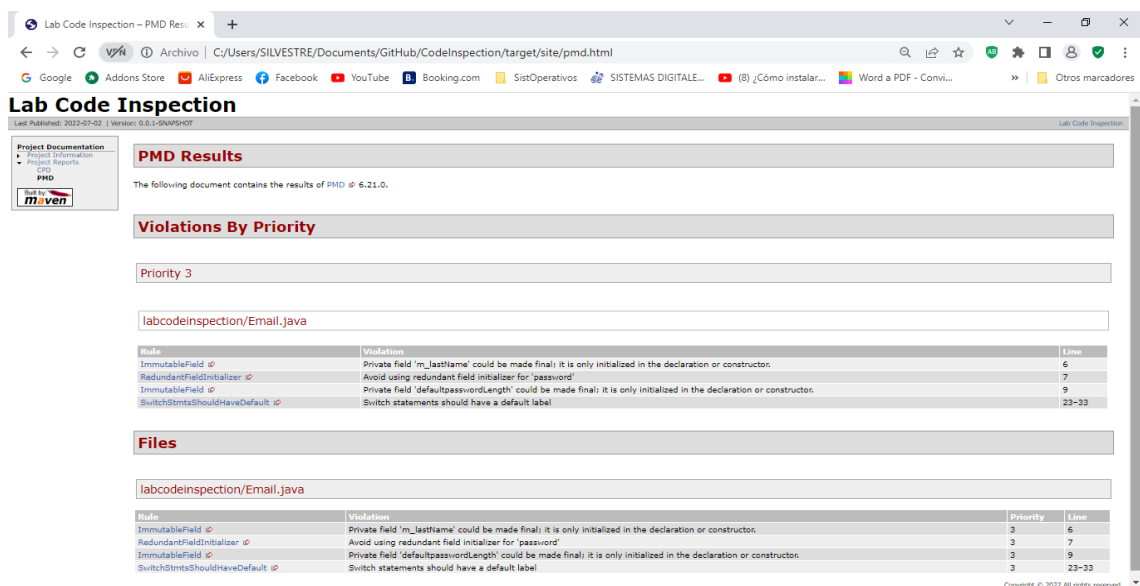 Lab Code Inspection – PMD Resu
VPN Archivo | C:/Users/SILVESTRE/Documents/GitHub/CodeInspection/target/site/pmd.html AB
Google Addons Store AliExpress Facebook YouTube B. Booking.com SistOperativos SISTEMAS DIGITALE... (8) ¿Cómo instalar... Word a PDF - Convi... » Otros marcadores
Lab Code Inspection
Last Published: 2022-07-02 | Version: 0.0.1-SNAPSHOT Lab Code Inspection
Project Documentation
Project Information
Project Reports
CPD
PMD
Built by:
maven
PMD Results
The following document contains the results of PMD 6.21.0.
Violations By Priority
Priority 3
labcodeinspection/Email.java
Rule Violation Line
ImmutableField Private field 'm_lastName' could be made final; it is only initialized in the declaration or constructor. 6
RedundantFieldInitializer Avoid using redundant field initializer for 'password' 7
ImmutableField Private field 'defaultpasswordLength' could be made final; it is only initialized in the declaration or constructor. 9
SwitchStmtsShouldHaveDefault Switch statements should have a default label 23–33
Files
labcodeinspection/Email.java
Rule Violation Priority Line
ImmutableField Private field 'm_lastName' could be made final; it is only initialized in the declaration or constructor. 3 6
RedundantFieldInitializer Avoid using redundant field initializer for 'password' 3 7
ImmutableField Private field 'defaultpasswordLength' could be made final; it is only initialized in the declaration or constructor. 3 9
SwitchStmtsShouldHaveDefault Switch statements should have a default label 3 23–33
Copyright © 2022 All rights reserved.